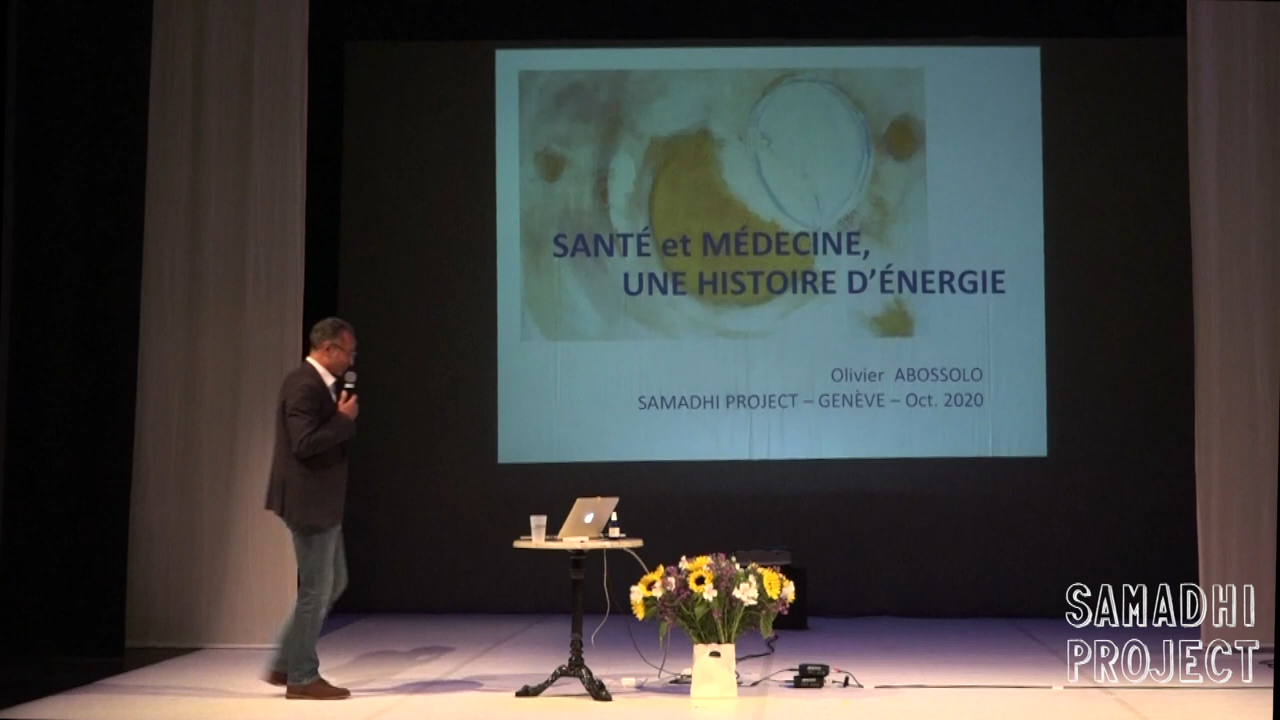 SANTÉ et MÉDECINE,
UNE HISTOIRE D'ÉNERGIE
Olivier ABOSSOLO
SAMADHI PROJECT – GENÈVE – Oct. 2020
SAMADHI
PROJECT